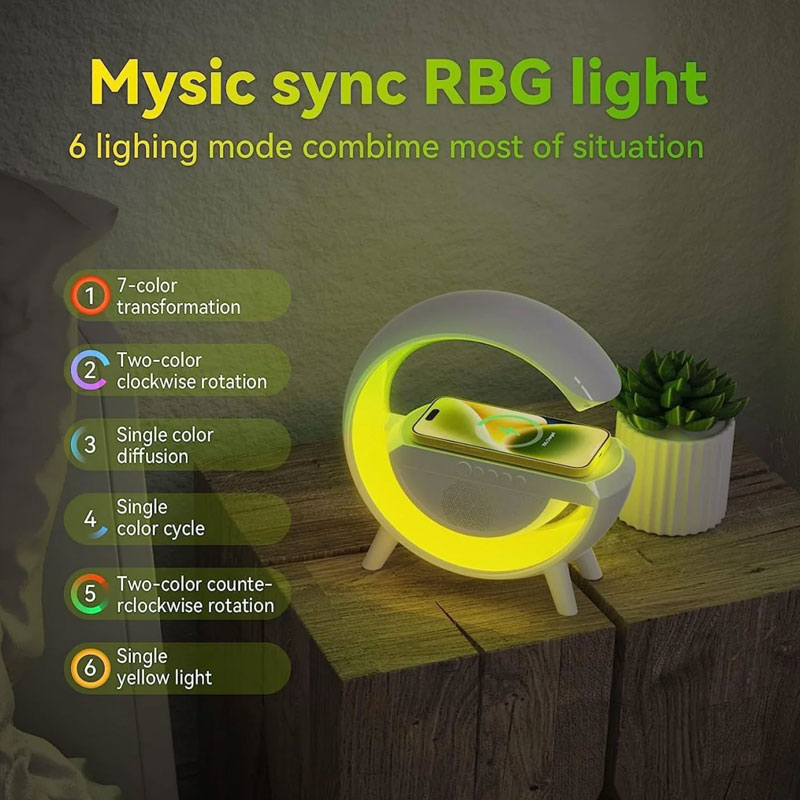 Mysic sync RBG light
6 lighing mode combime most of situation
1
7-color
transformation
2
Two-color
clockwise rotation
3
Single color
diffusion
4
Single
color cycle
5
Two-color counte-
rclockwise rotation
6
Single
yellow light